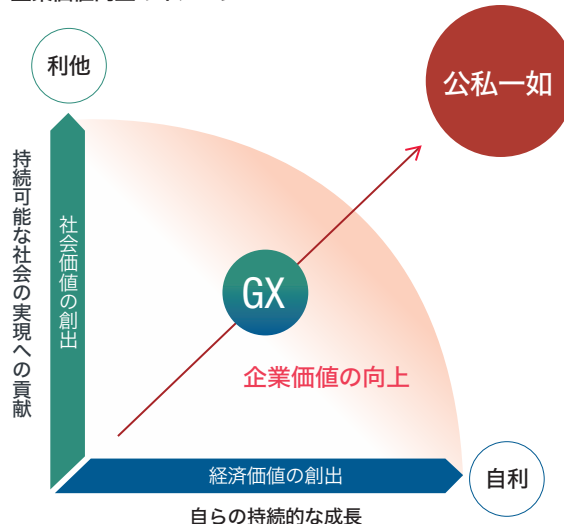 利他
公私一如
持続可能な社会の実現への貢献
社会価値の創出
GX
企業価値の向上
経済価値の創出
自利
自らの持続的な成長